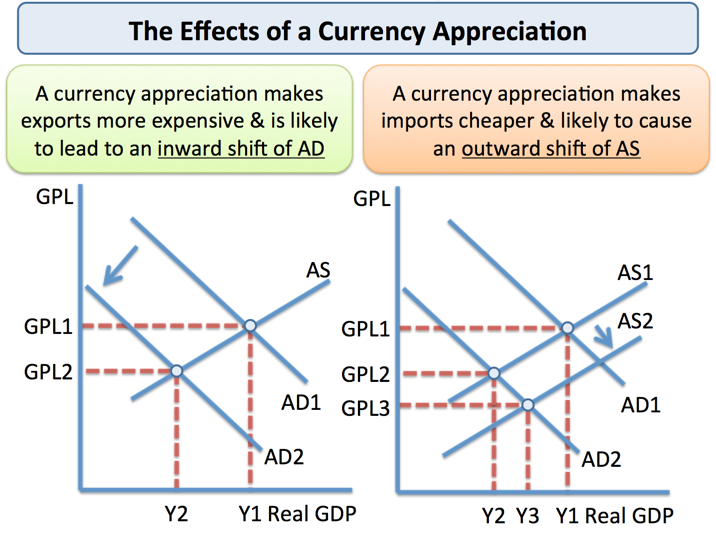 The Effects of a Currency Appreciation
A currency appreciation makes
exports more expensive & is likely
to lead to an inward shift of AD
A currency appreciation makes
imports cheaper & likely to cause
an outward shift of AS
GPL
AS
GPL1
GPL2
AD1
AD2
Y2
Y1 Real GDP
GPL
AS1
AS2
GPL1
GPL2
GPL3
AD1
AD2
Y2
Y3
Y1 Real GDP